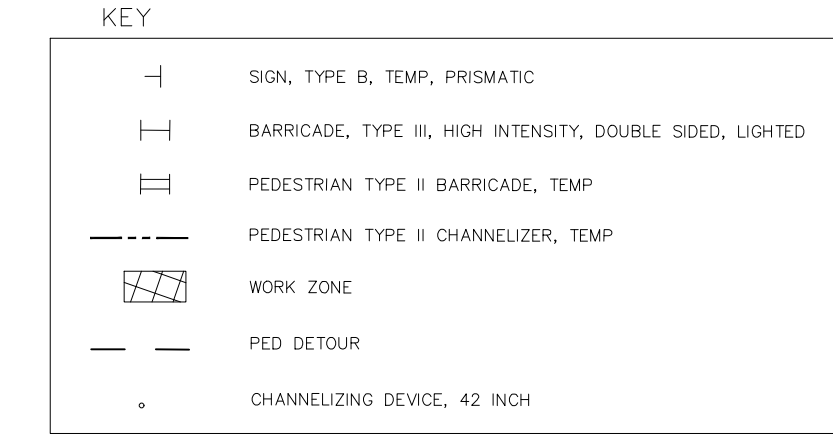 KEY
SIGN, TYPE B, TEMP, PRISMATIC
BARRICADE, TYPE III, HIGH INTENSITY, DOUBLE SIDED, LIGHTED
PEDESTRIAN TYPE II BARRICADE, TEMP
PEDESTRIAN TYPE II CHANNELIZER, TEMP
WORK ZONE
PED DETOUR
CHANNELIZING DEVICE, 42 INCH